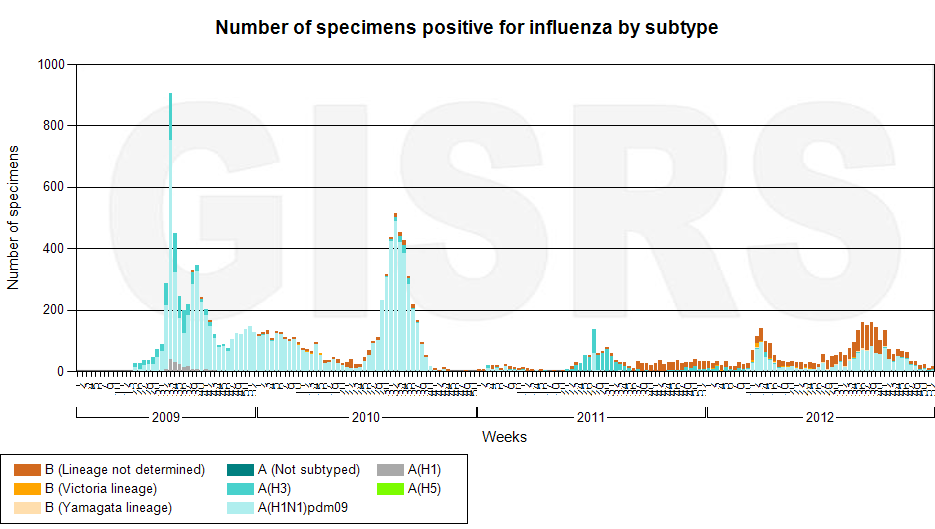 Number of specimens positive for influenza by subtype
GISRS
Number of specimens
1000
800
600
400
200
0
2009 2010 2011 2012
Weeks
B (Lineage not determined) A (Not subtyped) A(H1)
B (Victoria lineage) A(H3) A(H5)
B (Yamagata lineage) A(H1N1)pdm09